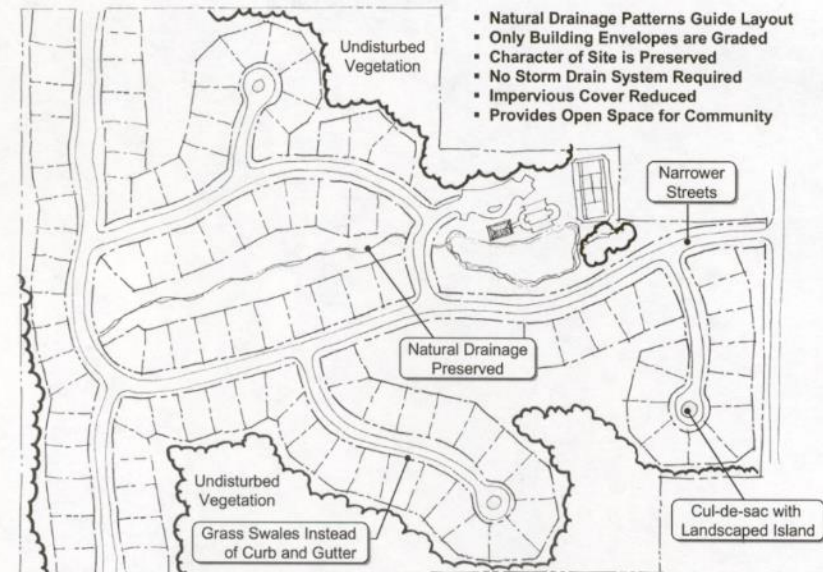 Undisturbed
Vegetation
▪ Natural Drainage Patterns Guide Layout
▪ Only Building Envelopes are Graded
▪ Character of Site is Preserved
▪ No Storm Drain System Required
▪ Impervious Cover Reduced
▪ Provides Open Space for Community
Narrower
Streets
Natural Drainage
Preserved
Undisturbed
Vegetation
Grass Swales Instead
of Curb and Gutter
Cul-de-sac with
Landscaped Island